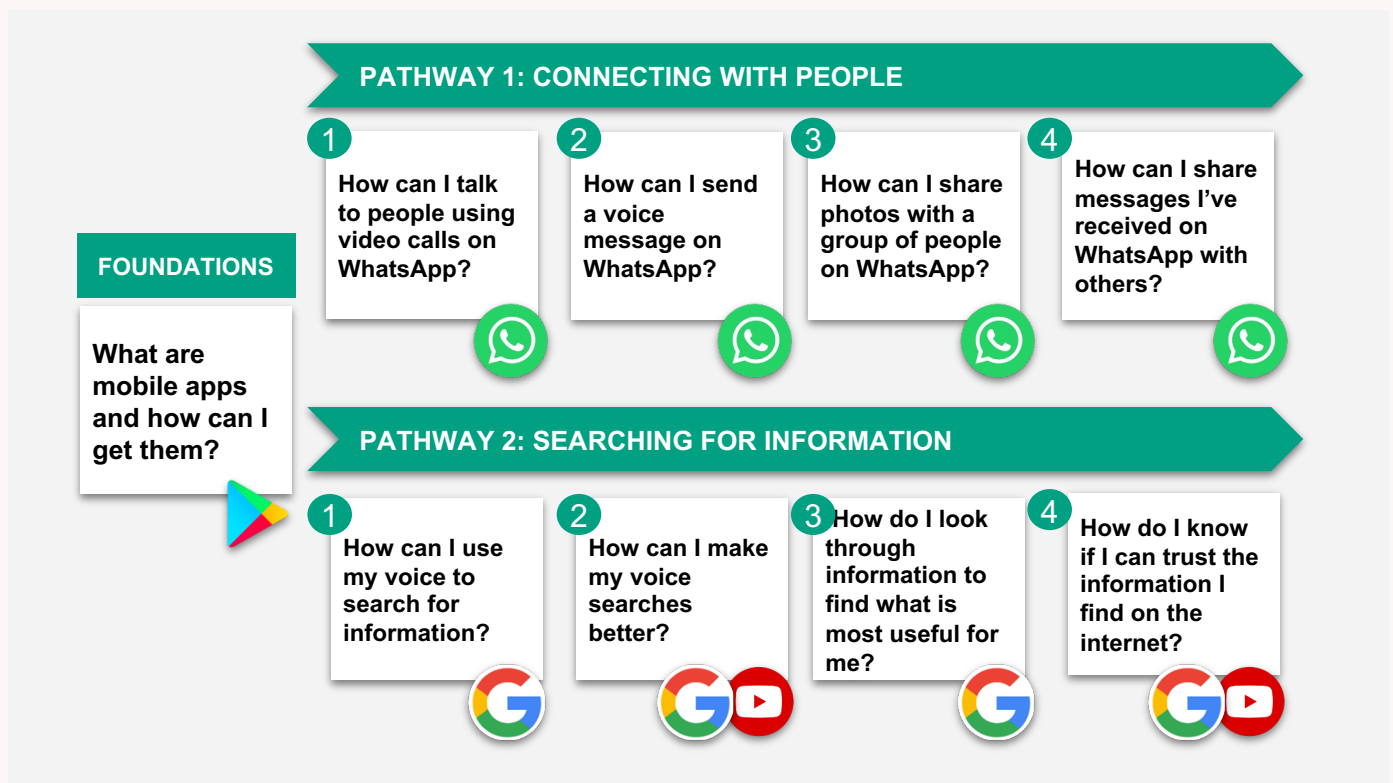 PATHWAY 1: CONNECTING WITH PEOPLE
1
How can I talk
to people using
video calls on
WhatsApp?
2
How can I send
a voice
message on
WhatsApp?
3
How can I share
photos with a
group of people
on WhatsApp?
4
How can I share
messages I’ve
received on
WhatsApp with
others?
FOUNDATIONS
What are
mobile apps
and how can I
get them?
PATHWAY 2: SEARCHING FOR INFORMATION
1
How can I use
my voice to
search for
information?
2
How can I make
my voice
searches
better?
3
How do I look
through
information to
find what is
most useful for
me?
4
How do I know
if I can trust the
information I
find on the
internet?